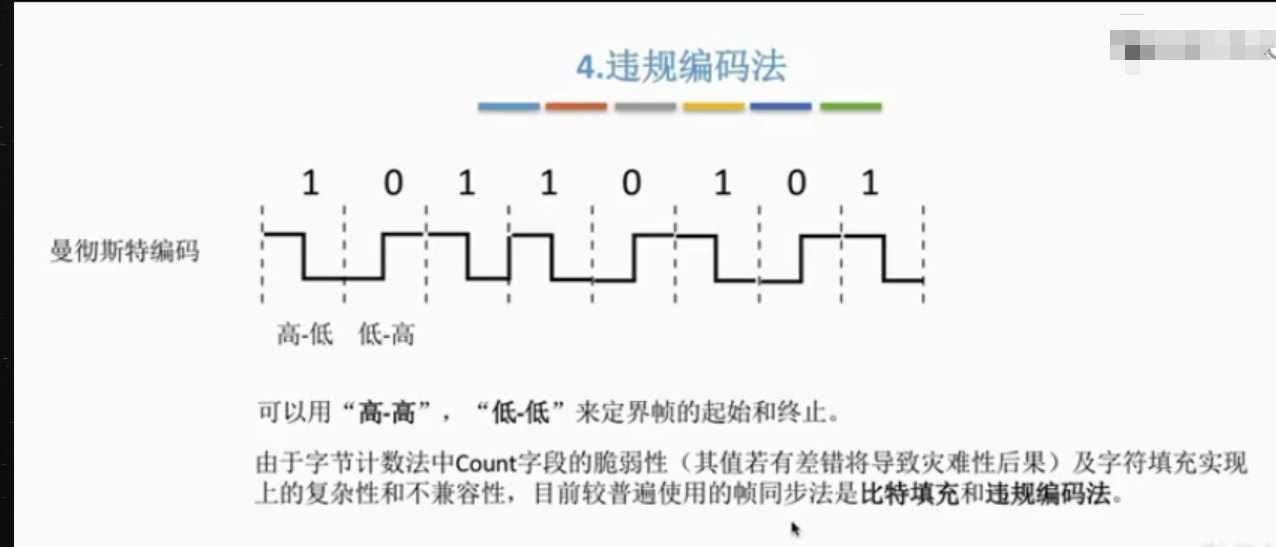 4.违规编码法
1 0 1 1 0 1 0 1
曼彻斯特编码
高-低 低-高
可以用“高-高”，“低-低”来定界帧的起始和终止。
由于字节计数法中Count字段的脆弱性（其值若有差错将导致灾难性后果）及字符填充实现
上的复杂性和不兼容性，目前较普遍使用的帧同步法是比特填充和违规编码法。